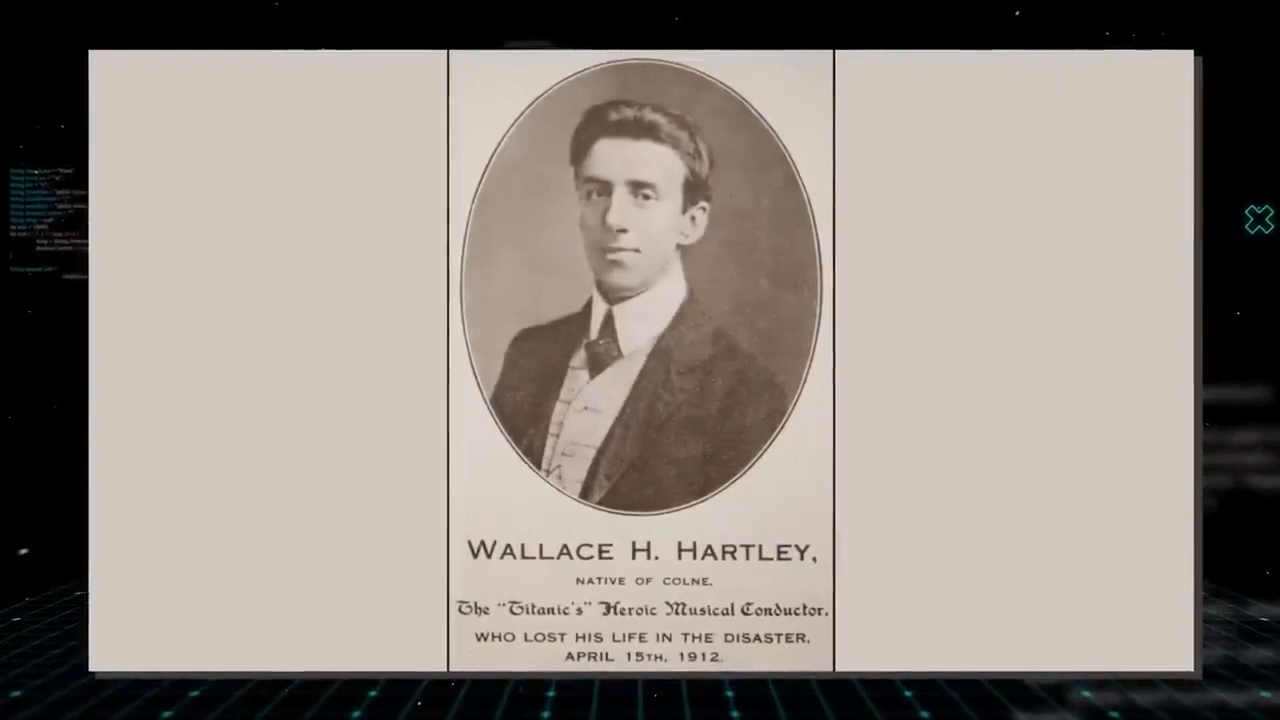 WALLACE H. HARTLEY,
NATIVE OF COLNE,
The "Titanic's" Heroic Musical Conductor,
WHO LOST HIS LIFE IN THE DISASTER,
APRIL 15TH, 1912.